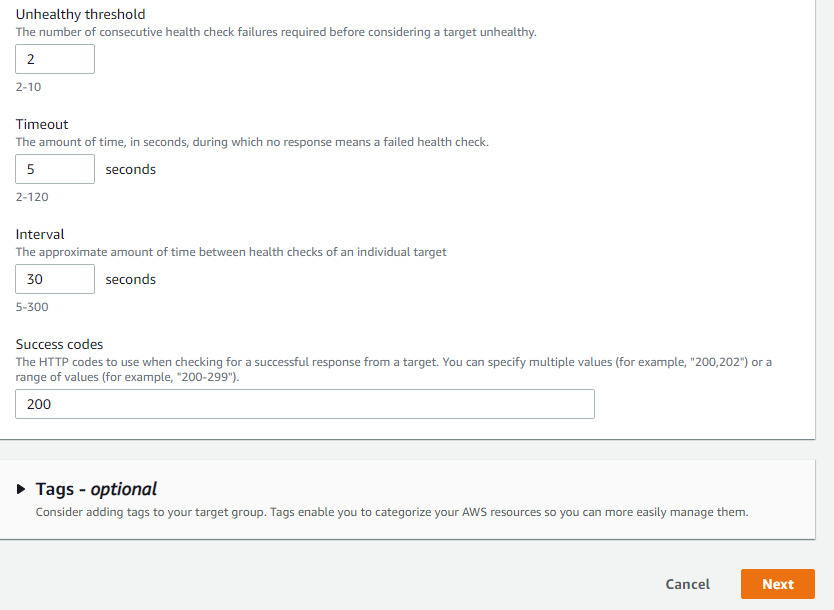 Unhealthy threshold
The number of consecutive health check failures required before considering a target unhealthy.
2
2-10
Timeout
The amount of time, in seconds, during which no response means a failed health check.
5 seconds
2-120
Interval
The approximate amount of time between health checks of an individual target
30 seconds
5-300
Success codes
The HTTP codes to use when checking for a successful response from a target. You can specify multiple values (for example, "200,202") or a
range of values (for example, "200-299").
200
Tags - optional
Consider adding tags to your target group. Tags enable you to categorize your AWS resources so you can more easily manage them.
Cancel Next